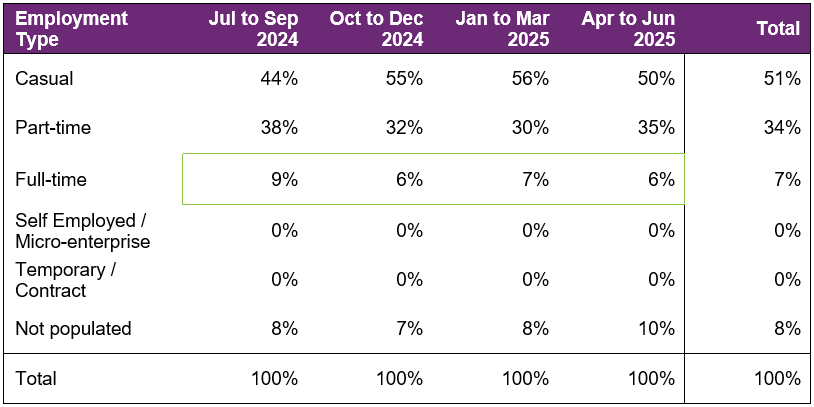 Employment Type Jul to Sep 2024 Oct to Dec 2024 Jan to Mar 2025 Apr to Jun 2025 Total
Casual 44% 55% 56% 50% 51%
Part-time 38% 32% 30% 35% 34%
Full-time 9% 6% 7% 6% 7%
Self Employed / Micro-enterprise 0% 0% 0% 0% 0%
Temporary / Contract 0% 0% 0% 0% 0%
Not populated 8% 7% 8% 10% 8%
Total 100% 100% 100% 100% 100%